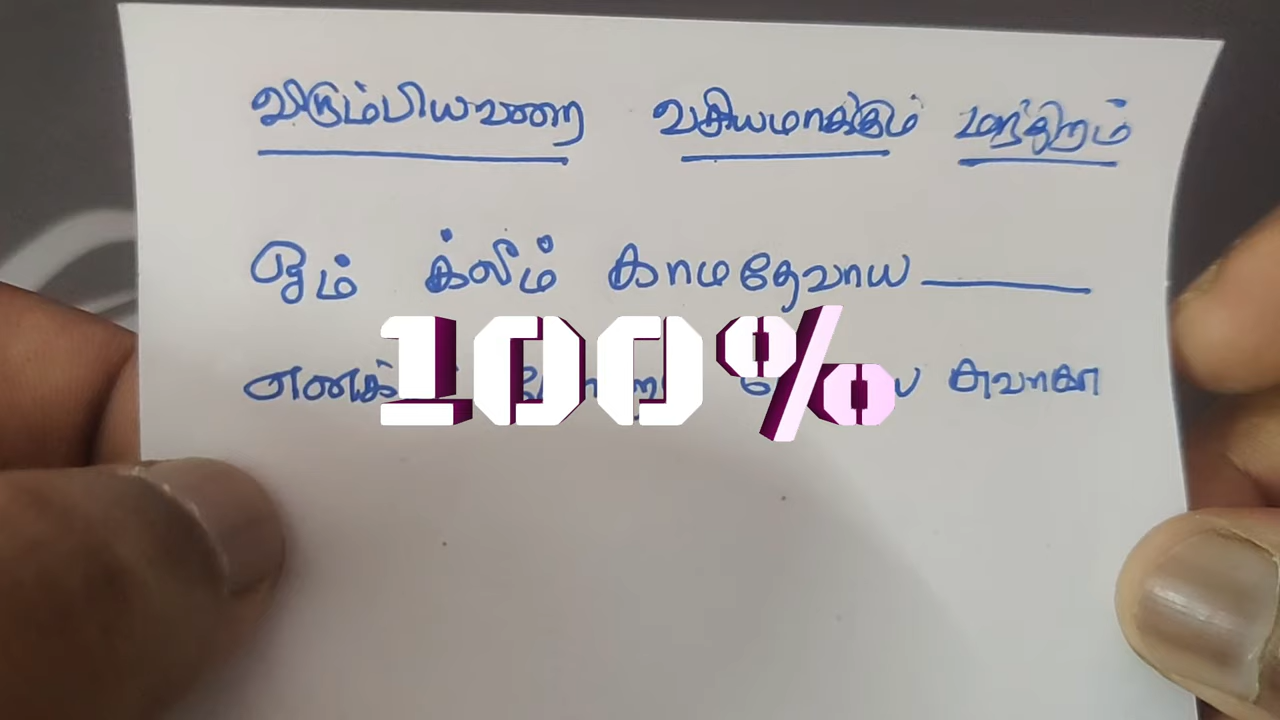 விரும்பியவரை வசியமாக்கும் மந்திரம்
ஓம் க்லீம் காமதேவாய
100%
சுவாகா